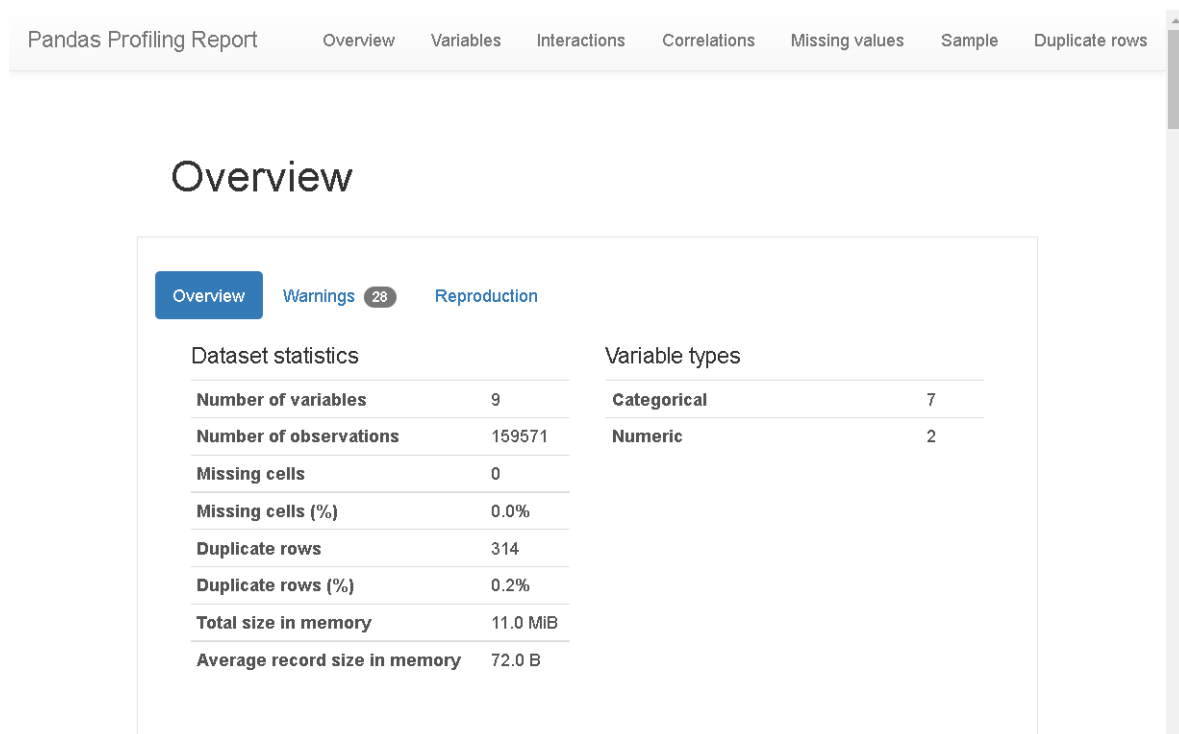 Pandas Profiling Report Overview Variables Interactions Correlations Missing values Sample Duplicate rows
Overview
Overview Warnings 28 Reproduction
Dataset statistics
Number of variables 9
Number of observations 159571
Missing cells 0
Missing cells (%) 0.0%
Duplicate rows 314
Duplicate rows (%) 0.2%
Total size in memory 11.0 MiB
Average record size in memory 72.0 B
Variable types
Categorical 7
Numeric 2